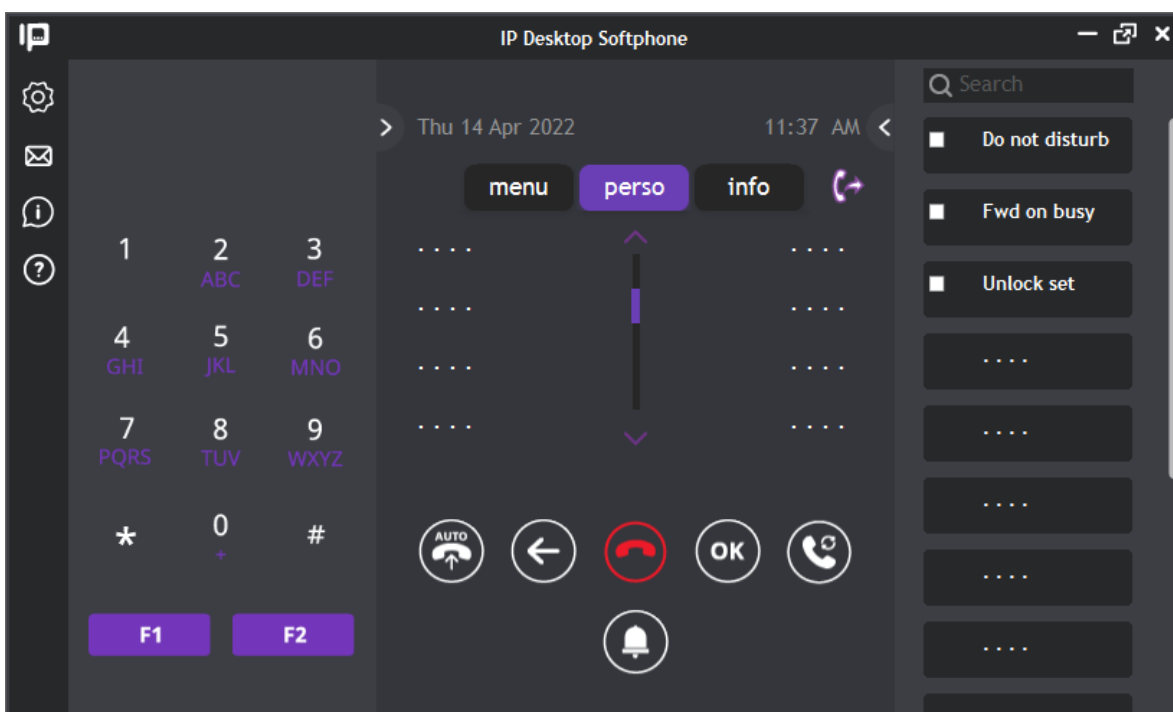 IP Desktop Softphone
Thu 14 Apr 2022 11:37 AM
menu perso info
1 2 3
ABC DEF
4 5 6
GHI JKL MNO
7 8 9
PQRS TUV WXYZ
* 0 #
+
F1 F2
. . . . . . . .
. . . . . . . .
. . . . . . . .
. . . . . . . .
AUTO OK
Search
Do not disturb
Fwd on busy
Unlock set
. . . .
. . . .
. . . .
. . . .
. . . .